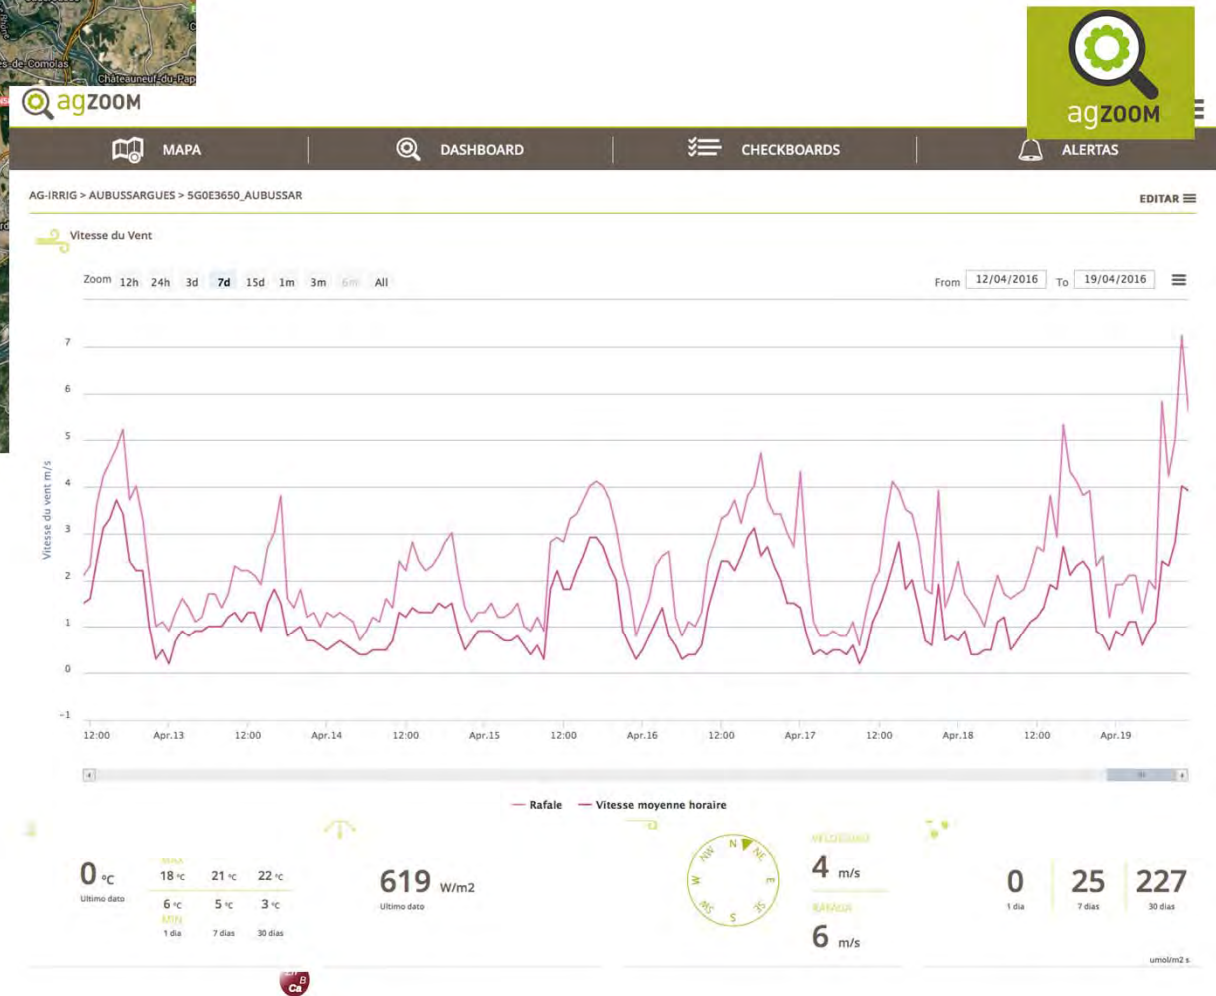 es-de-Comolas
Châteauneuf-du-Pap
agzoom
agzoom
MAPA
DASHBOARD
CHECKBOARDS
ALERTAS
AG-IRRIG > AUBUSSARGUES > 5G0E3650_AUBUSSAR
EDITAR
Vitesse du Vent
Zoom 12h 24h 3d 7d 15d 1m 3m 6m All
From 12/04/2016 To 19/04/2016
7
6
5
4
3
2
1
0
-1
Vitesse du vent m/s
12:00 Apr.13 12:00 Apr.14 12:00 Apr.15 12:00 Apr.16 12:00 Apr.17 12:00 Apr.18 12:00 Apr.19
Rafale Vitesse moyenne horaire
0 °C
Ultimo dato
MAX
18 °C 21 °C 22 °C
6 °C 5 °C 3 °C
MIN
1 dia 7 dias 30 dias
619 W/m2
Ultimo dato
N NE E SE S SW W NW
VELOCIDAD
4 m/s
RAFAGA
6 m/s
0 25 227
1 dia 7 dias 30 dias
umol/m2 s
B
Ca